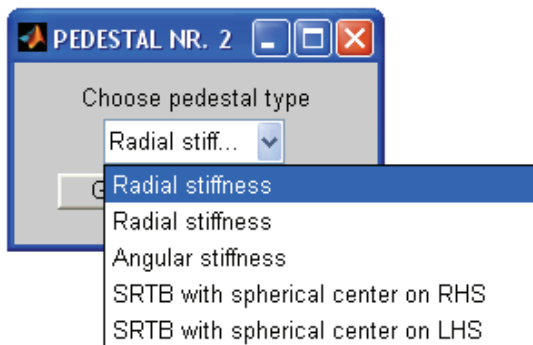 PEDESTAL NR. 2
Choose pedestal type
Radial stiff...
Radial stiffness
Radial stiffness
Angular stiffness
SRTB with spherical center on RHS
SRTB with spherical center on LHS